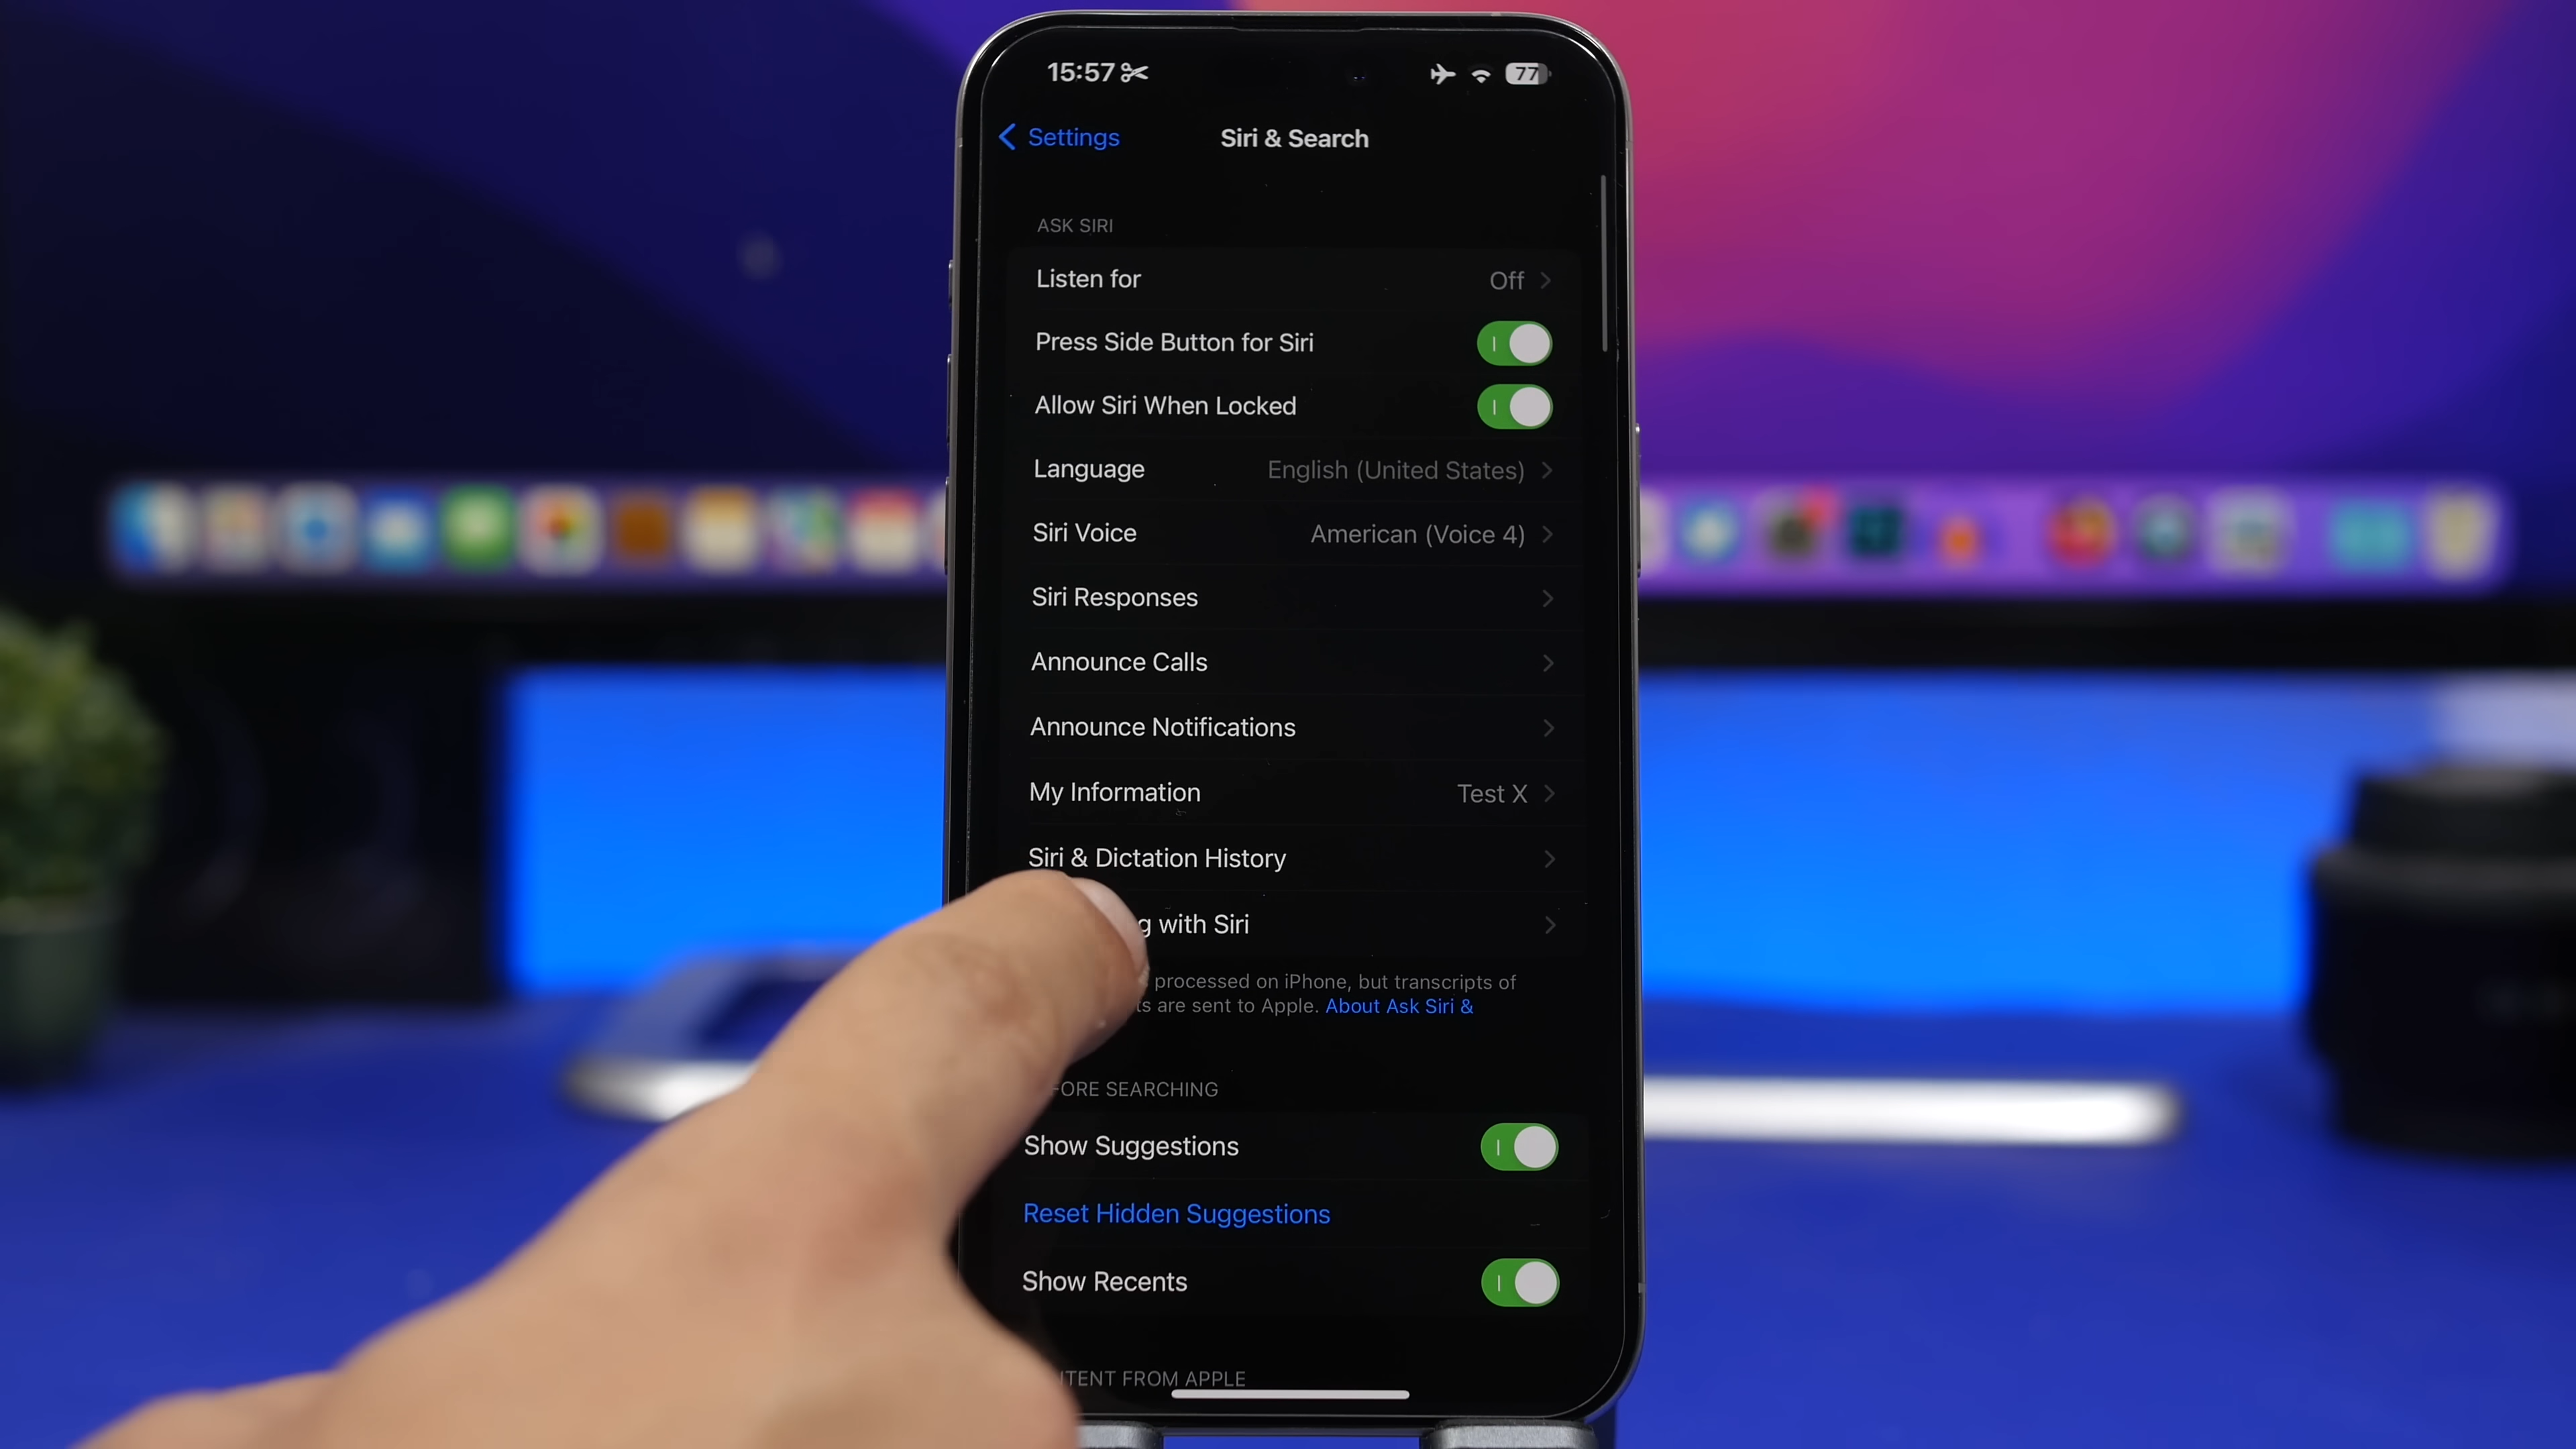 15:57
77
Settings
Siri & Search
ASK SIRI
Listen for Off
Press Side Button for Siri
Allow Siri When Locked
Language English (United States)
Siri Voice American (Voice 4)
Siri Responses
Announce Calls
Announce Notifications
My Information Test X
Siri & Dictation History
with Siri
processed on iPhone, but transcripts of
are sent to Apple. About Ask Siri &
SEARCHING
Show Suggestions
Reset Hidden Suggestions
Show Recents
FROM APPLE